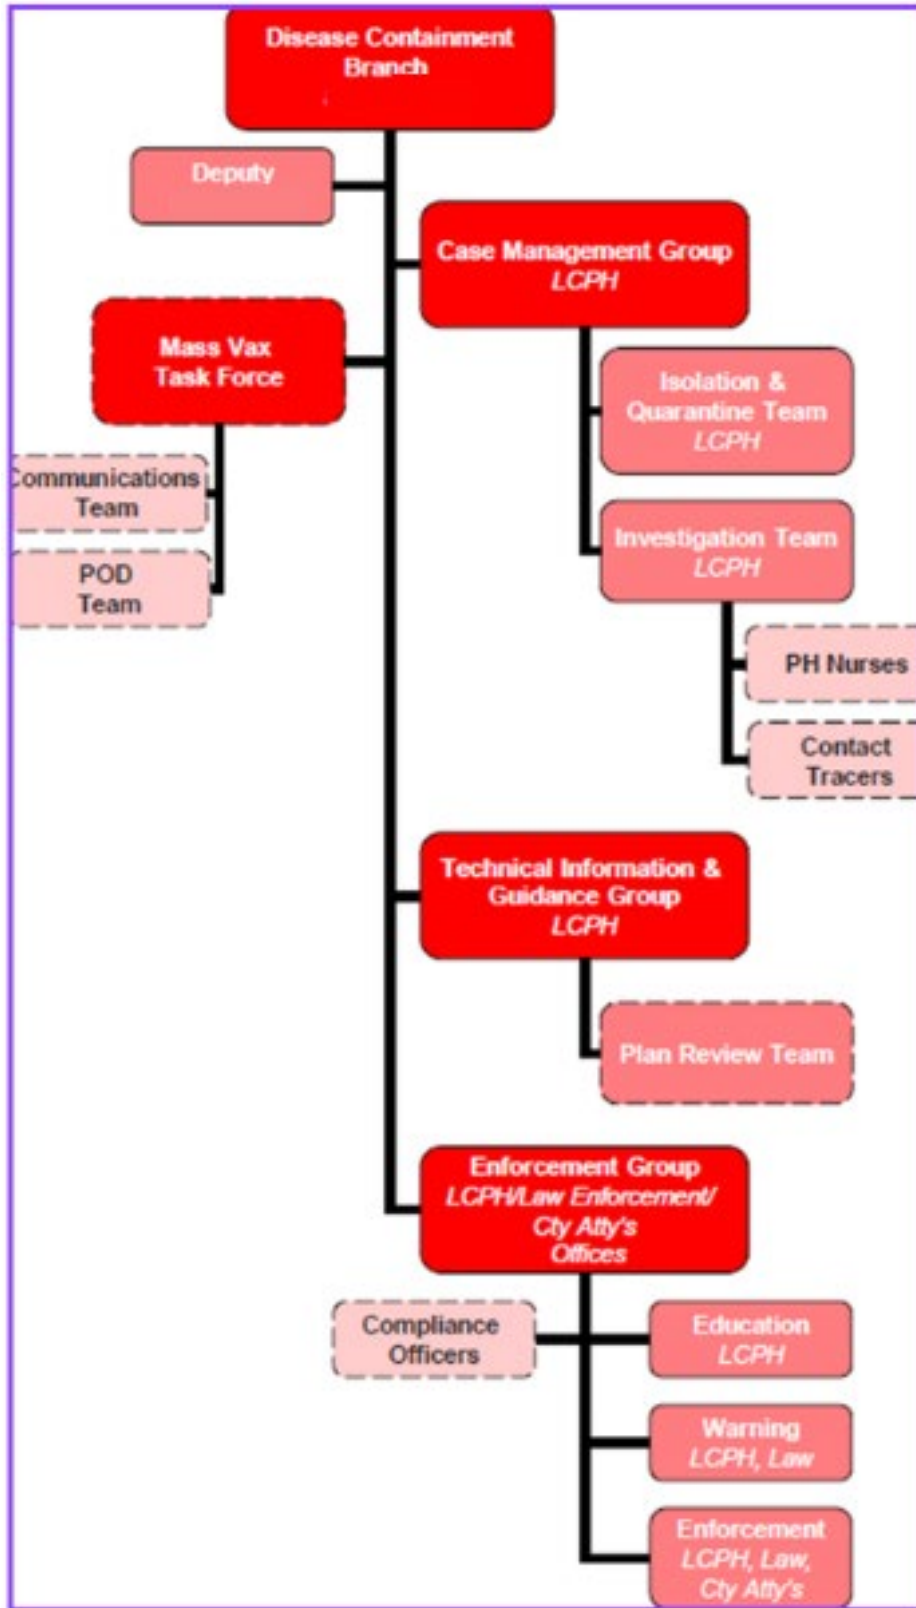 Disease Containment
Branch
Deputy
Case Management Group
LCPH
Mass Vax
Task Force
Isolation &
Quarantine Team
LCPH
Communications
Team
Investigation Team
LCPH
POD
Team
PH Nurses
Contact
Tracers
Technical Information &
Guidance Group
LCPH
Plan Review Team
Enforcement Group
LCPH/Law Enforcement/
Cty Atty's
Offices
Compliance
Officers
Education
LCPH
Warning
LCPH, Law
Enforcement
LCPH, Law,
Cty Atty's